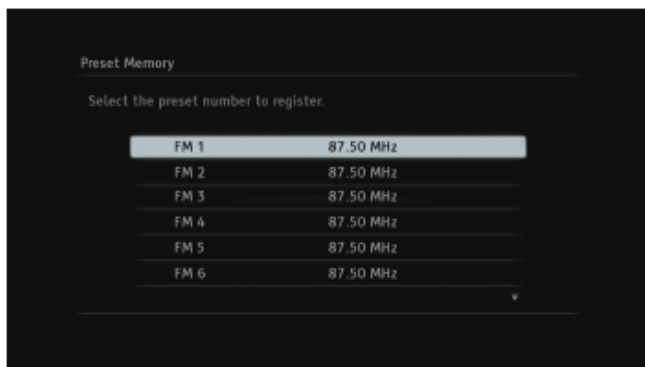 Preset Memory
Select the preset number to register.
FM 1 87.50 MHz
FM 2 87.50 MHz
FM 3 87.50 MHz
FM 4 87.50 MHz
FM 5 87.50 MHz
FM 6 87.50 MHz